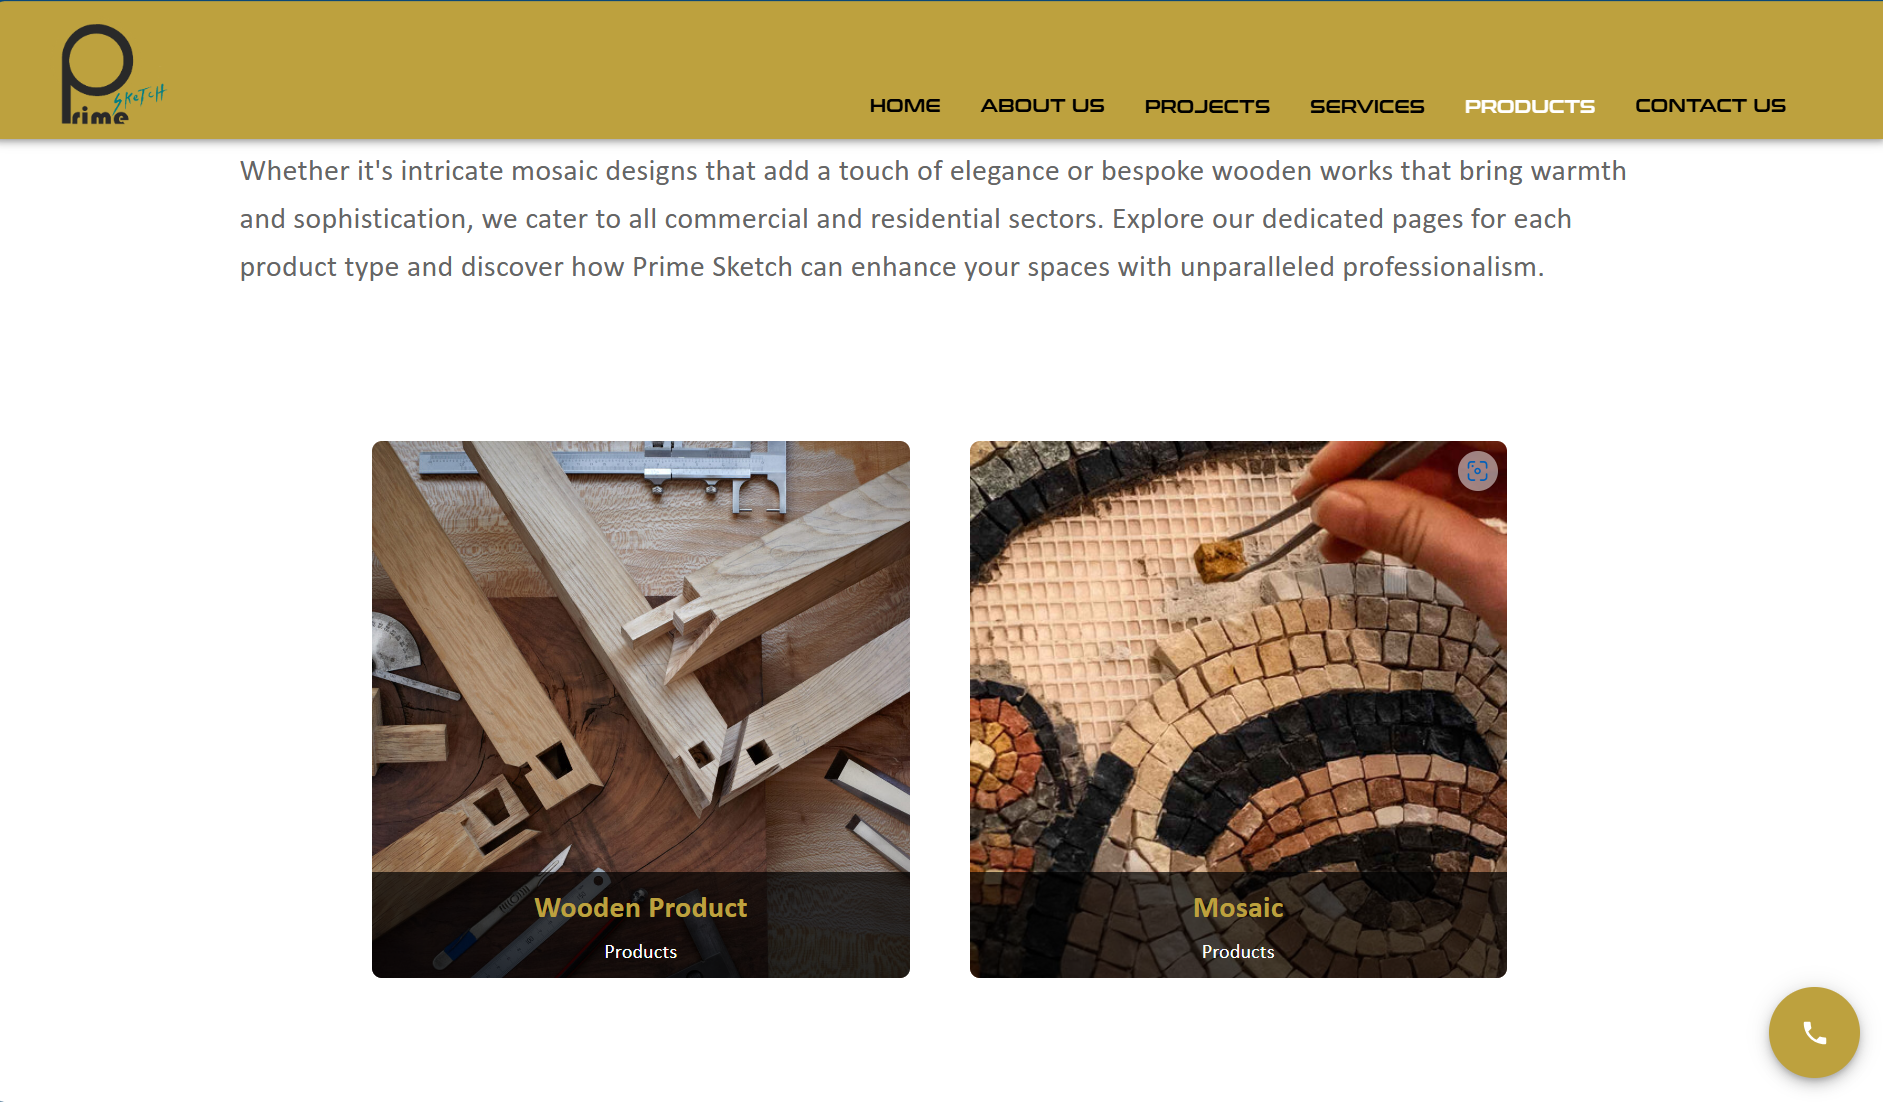 Prime
SKETCH
HOME
ABOUT US
PROJECTS
SERVICES
PRODUCTS
CONTACT US
Whether it's intricate mosaic designs that add a touch of elegance or bespoke wooden works that bring warmth
and sophistication, we cater to all commercial and residential sectors. Explore our dedicated pages for each
product type and discover how Prime Sketch can enhance your spaces with unparalleled professionalism.
Wooden Product
Products
Mosaic
Products